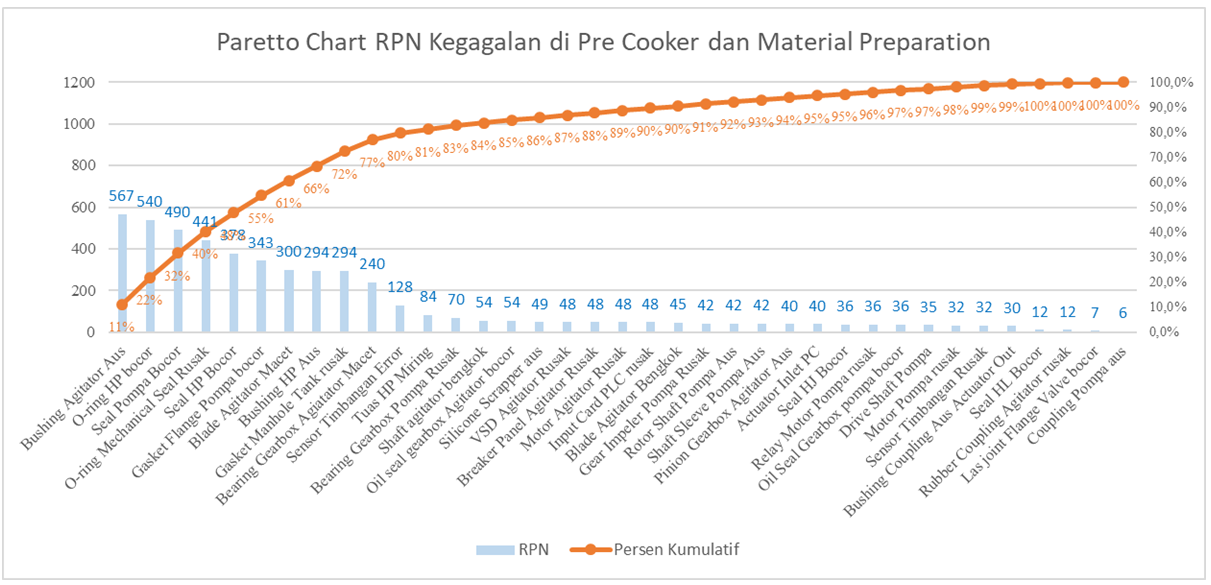 Paretto Chart RPN Kegagalan di Pre Cooker dan Material Preparation
1200
1000
800
600
400
200
0
100,0%
90,0%
80,0%
70,0%
60,0%
50,0%
40,0%
30,0%
20,0%
10,0%
0,0%
567 540 490 441 378 343 300 294 294 240 128 84 70 54 54 49 48 48 48 48 45 42 42 42 40 40 36 36 36 35 32 32 30 12 12 7 6
11% 22% 32% 40% 48% 55% 61% 66% 72% 77% 80% 81% 83% 84% 85% 86% 87% 88% 89% 90% 90% 91% 92% 93% 94% 95% 95% 96% 97% 97% 98% 99% 99% 100% 100% 100% 100%
Bushing Agitator Aus
O-ring HP bocor
Seal Pompa Bocor
O-ring Mechanical Seal Rusak
Seal HP Bocor
Gasket Flange Pompa bocor
Blade Agitator Macet
Bushing HP Aus
Gasket Manhole Tank rusak
Bearing Gearbox Agitator Macet
Sensor Timbangan Error
Tuas HP Miring
Bearing Gearbox Pompa Rusak
Shaft agitator bengkok
Oil seal gearbox Agitator bocor
Silicone Scrapper aus
VSD Agitator Rusak
Breaker Panel Agitator Rusak
Motor Agitator Rusak
Input Card PLC rusak
Blade Agitator Bengkok
Gear Impeler Pompa Rusak
Rotor Shaft Pompa Aus
Shaft Sleeve Pompa Aus
Pinion Gearbox Agitator Aus
Actuator Inlet PC
Seal HJ Bocor
Relay Motor Pompa rusak
Oil Seal Gearbox pompa bocor
Drive Shaft Pompa
Motor Pompa rusak
Sensor Timbangan Rusak
Bushing Coupling Aus Actuator Out
Seal HL Bocor
Rubber Coupling Agitator rusak
Las joint Flange Valve bocor
Coupling Pompa aus
RPN
Persen Kumulatif